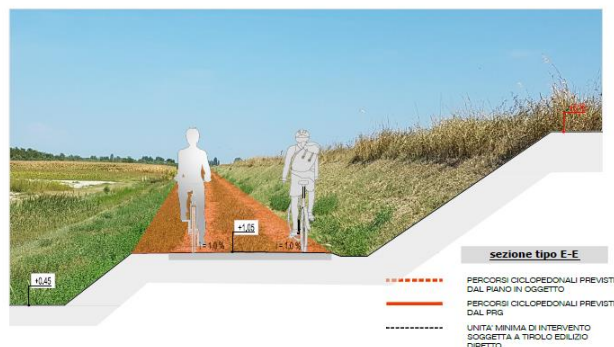 +1,05
i=1,0 %
i=1,0 %
+0,45
sezione tipo E-E
PERCORSI CICLOPEDONALI PREVISTI
DAL PIANO IN OGGETTO
PERCORSI CICLOPEDONALI PREVISTI
DAL PRG
UNITA' MINIMA DI INTERVENTO
SOGGETTA A TIROLO EDILIZIO
DIRETTO